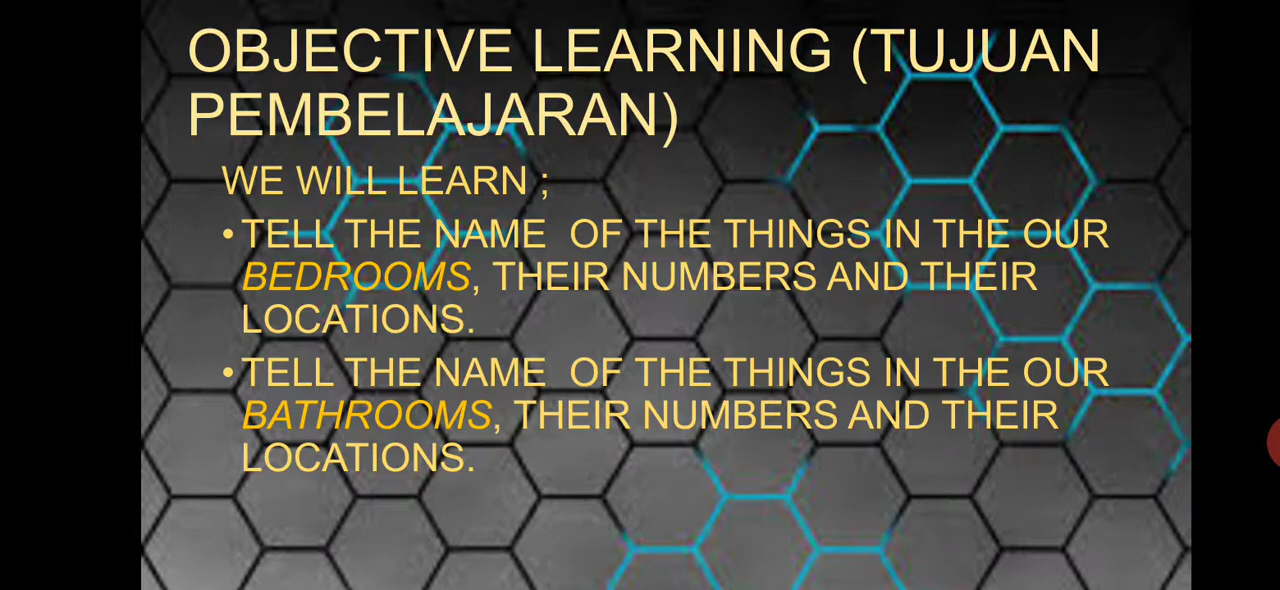 OBJECTIVE LEARNING (TUJUAN
PEMBELAJARAN)
WE WILL LEARN ;
• TELL THE NAME  OF THE THINGS IN THE OUR
BEDROOMS, THEIR NUMBERS AND THEIR
LOCATIONS.
• TELL THE NAME  OF THE THINGS IN THE OUR
BATHROOMS, THEIR NUMBERS AND THEIR
LOCATIONS.